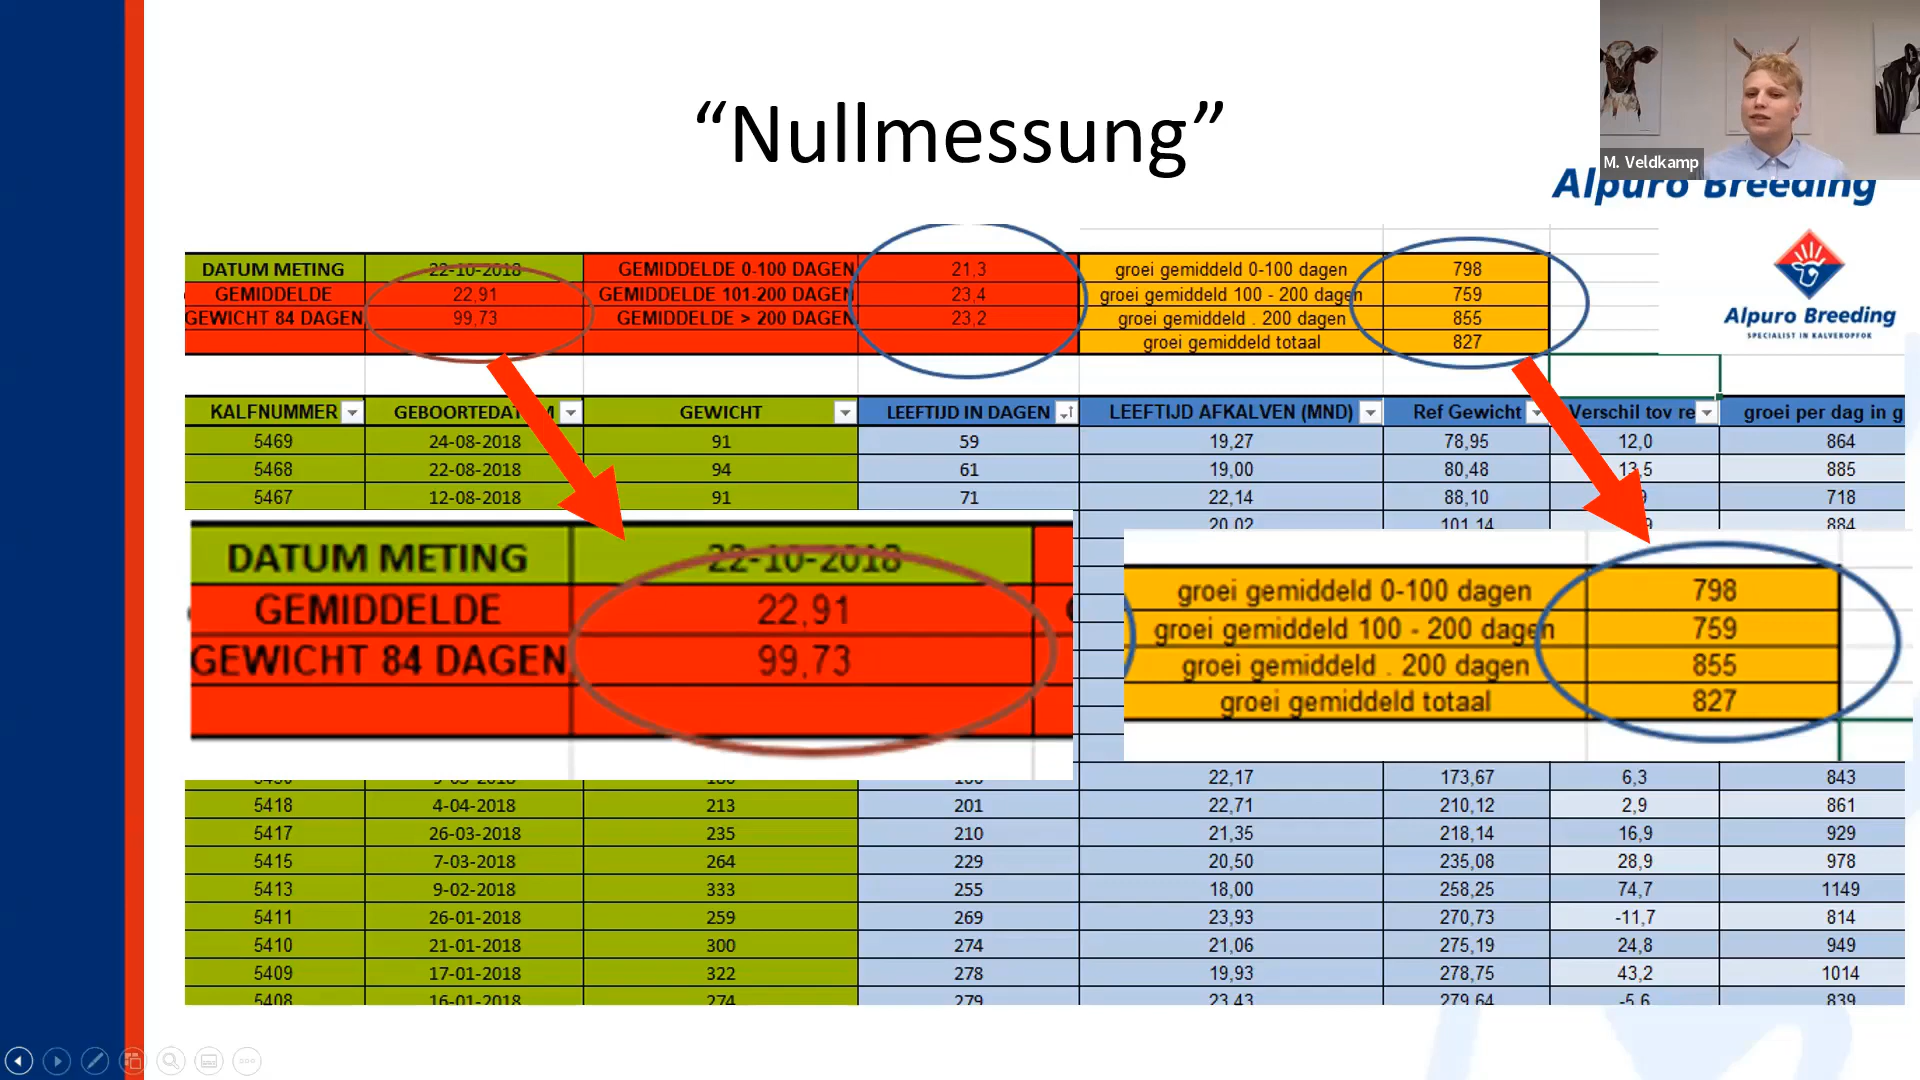 “Nullmessung”
M. Veldkamp
Alpuro Breeding
Alpuro Breeding
SPECIALIST IN KALVEROPFOK
DATUM METING 22-10-2018 GEMIDDELDE 0-100 DAGEN 21,3 groei gemiddeld 0-100 dagen 798
GEMIDDELDE 22,91 GEMIDDELDE 101-200 DAGEN 23,4 groei gemiddeld 100 - 200 dagen 759
GEWICHT 84 DAGEN 99,73 GEMIDDELDE > 200 DAGEN 23,2 groei gemiddeld . 200 dagen 855
groei gemiddeld totaal 827
KALFNUMMER GEBOORTEDATUM GEWICHT LEEFTIJD IN DAGEN LEEFTIJD AFKALVEN (MND) Ref Gewicht Verschil tov re groei per dag in g
5469 24-08-2018 91 59 19,27 78,95 12,0 864
5468 22-08-2018 94 61 19,00 80,48 13,5 885
5467 12-08-2018 91 71 22,14 88,10 718
20,02 101,14 884
DATUM METING 22-10-2018
GEMIDDELDE 22,91
GEWICHT 84 DAGEN 99,73
groei gemiddeld 0-100 dagen 798
groei gemiddeld 100 - 200 dagen 759
groei gemiddeld . 200 dagen 855
groei gemiddeld totaal 827
22,17 173,67 6,3 843
5418 4-04-2018 213 201 22,71 210,12 2,9 861
5417 26-03-2018 235 210 21,35 218,14 16,9 929
5415 7-03-2018 264 229 20,50 235,08 28,9 978
5413 9-02-2018 333 255 18,00 258,25 74,7 1149
5411 26-01-2018 259 269 23,93 270,73 -11,7 814
5410 21-01-2018 300 274 21,06 275,19 24,8 949
5409 17-01-2018 322 278 19,93 278,75 43,2 1014
5408 16-01-2018 274 279 23,43 279,64 -5,6 839